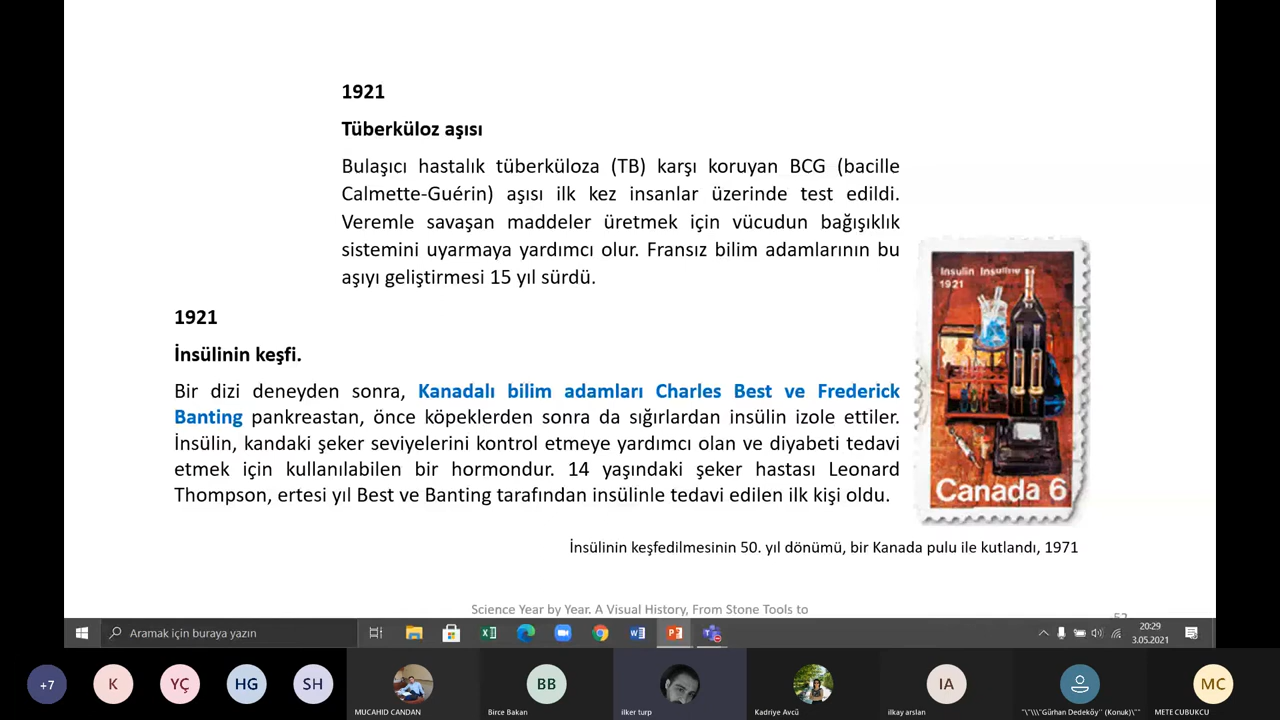 1921
Tüberküloz aşısı
Bulaşıcı hastalık tüberküloza (TB) karşı koruyan BCG (bacille
Calmette-Guérin) aşısı ilk kez insanlar üzerinde test edildi.
Veremle savaşan maddeler üretmek için vücudun bağışıklık
sistemini uyarmaya yardımcı olur. Fransız bilim adamlarının bu
aşıyı geliştirmesi 15 yıl sürdü.
1921
İnsülinin keşfi.
Bir dizi deneyden sonra, Kanadalı bilim adamları Charles Best ve Frederick
Banting pankreastan, önce köpeklerden sonra da sığırlardan insülin izole ettiler.
İnsülin, kandaki şeker seviyelerini kontrol etmeye yardımcı olan ve diyabeti tedavi
etmek için kullanılabilen bir hormondur. 14 yaşındaki şeker hastası Leonard
Thompson, ertesi yıl Best ve Banting tarafından insülinle tedavi edilen ilk kişi oldu.
Insulin Insuline
1921
Canada 6
İnsülinin keşfedilmesinin 50. yıl dönümü, bir Kanada pulu ile kutlandı, 1971
Science Year by Year. A Visual History, From Stone Tools to
Aramak için buraya yazın
20:29
3.05.2021
+7
K
YÇ
HG
SH
MUCAHID CANDAN
BB
Birce Bakan
ilker turp
Kadriye Avcü
IA
ilkay arslan
"\"\\\"Gürhan Dedeköy'' (Konuk)\""
MC
METE CUBUKCU